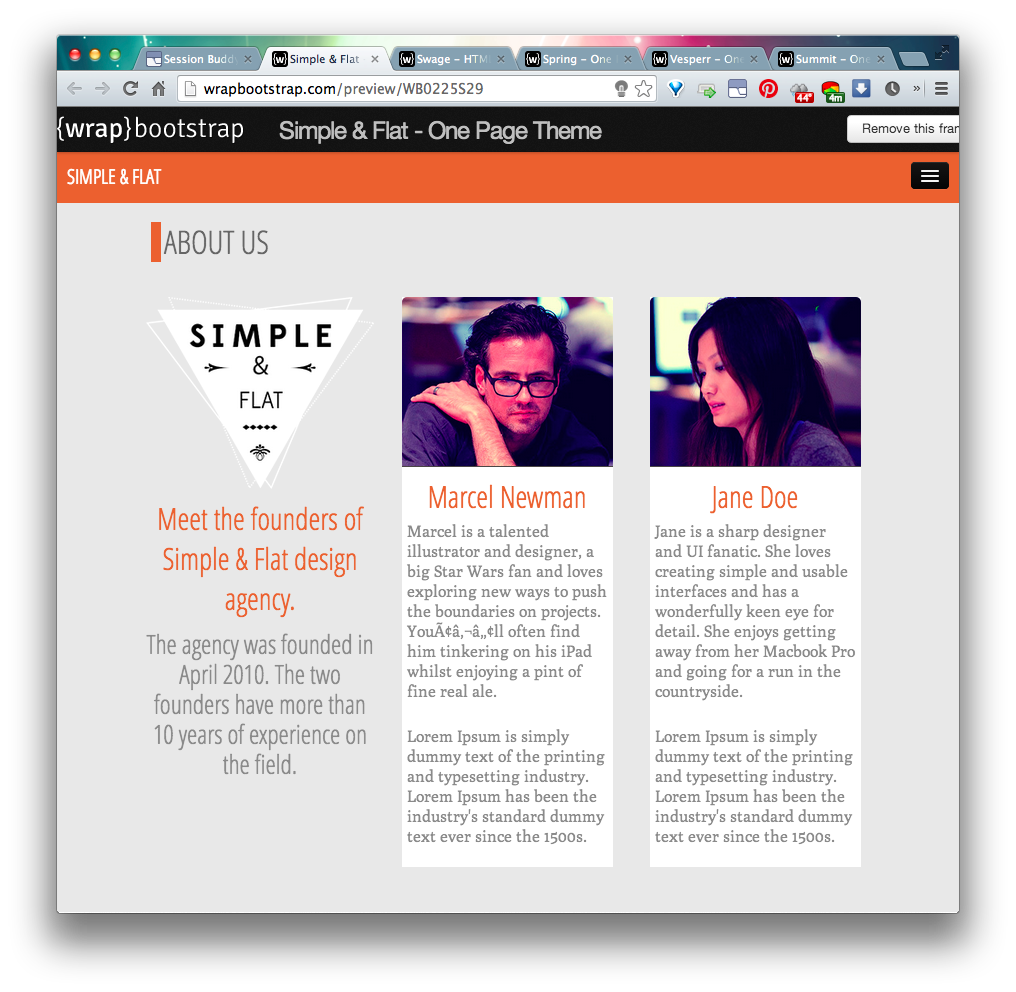 Session Budd
Simple & Flat
Swage – HTM
Spring – One
Vesperr – On
Summit – One
wrapbootstrap.com/preview/WB0225S29
44°
4m
»
{wrap}bootstrap
Simple & Flat - One Page Theme
Remove this fran
SIMPLE & FLAT
ABOUT US
SIMPLE
&
FLAT
Meet the founders of
Simple & Flat design
agency.
The agency was founded in
April 2010. The two
founders have more than
10 years of experience on
the field.
Marcel Newman
Marcel is a talented
illustrator and designer, a
big Star Wars fan and loves
exploring new ways to push
the boundaries on projects.
YouÃ¢â‚¬â„¢ll often find
him tinkering on his iPad
whilst enjoying a pint of
fine real ale.
Lorem Ipsum is simply
dummy text of the printing
and typesetting industry.
Lorem Ipsum has been the
industry's standard dummy
text ever since the 1500s.
Jane Doe
Jane is a sharp designer
and UI fanatic. She loves
creating simple and usable
interfaces and has a
wonderfully keen eye for
detail. She enjoys getting
away from her Macbook Pro
and going for a run in the
countryside.
Lorem Ipsum is simply
dummy text of the printing
and typesetting industry.
Lorem Ipsum has been the
industry's standard dummy
text ever since the 1500s.